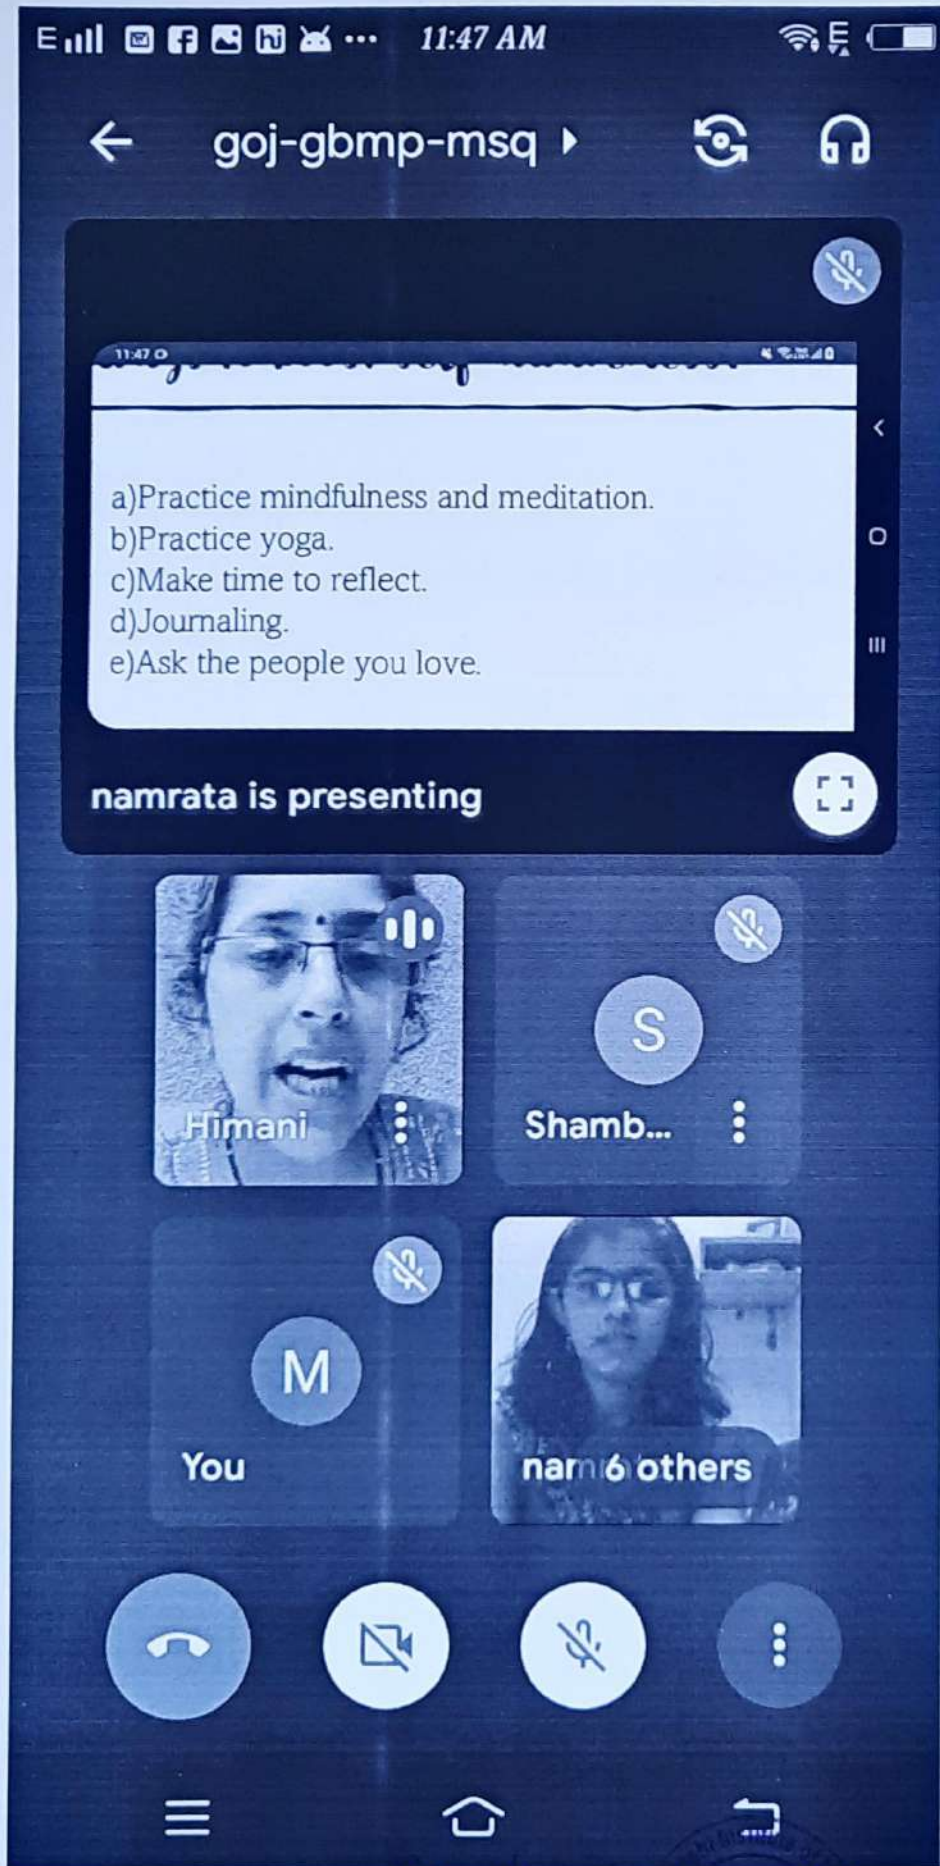 11:47 AM
goj-gbmp-msq
11:47
a)Practice mindfulness and meditation.
b)Practice yoga.
c)Make time to reflect.
d)Journaling.
e)Ask the people you love.
namrata is presenting
Himani
S
Shamb...
M
You
nam 6 others